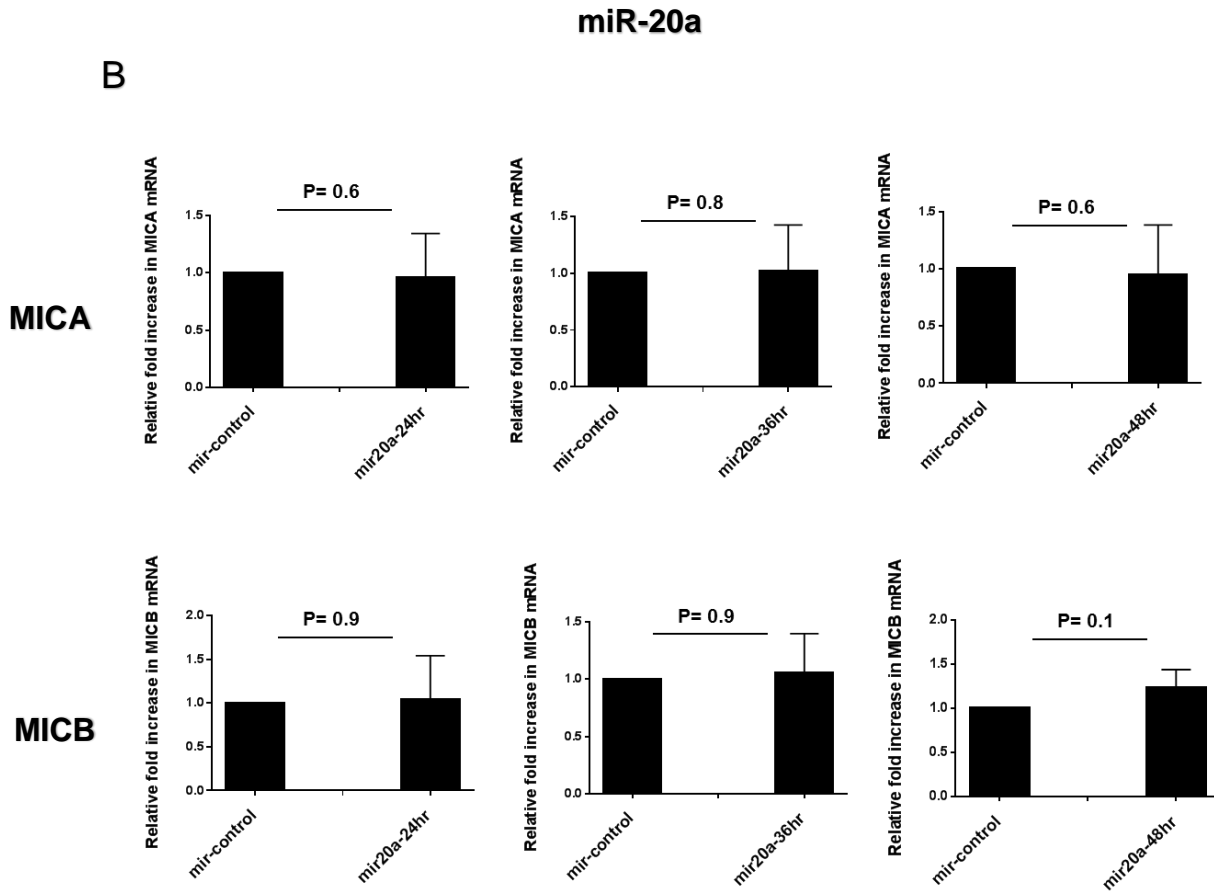 miR-20a
B
MICA
Relative fold increase in MICA mRNA
P= 0.6
1.5
1.0
0.5
0.0
mir-control
mir20a-24hr
Relative fold increase in MICA mRNA
P= 0.8
1.5
1.0
0.5
0.0
mir-control
mir20a-36hr
Relative fold increase in MICA mRNA
P= 0.6
1.5
1.0
0.5
0.0
mir-control
mir20a-48hr
MICB
Relative fold increase in MICB mRNA
P= 0.9
2.0
1.5
1.0
0.5
0.0
mir-control
mir20a-24hr
Relative fold increase in MICB mRNA
P= 0.9
1.5
1.0
0.5
0.0
mir-control
mir20a-36hr
Relative fold increase in MICB mRNA
P= 0.1
2.0
1.5
1.0
0.5
0.0
mir-control
mir20a-48hr